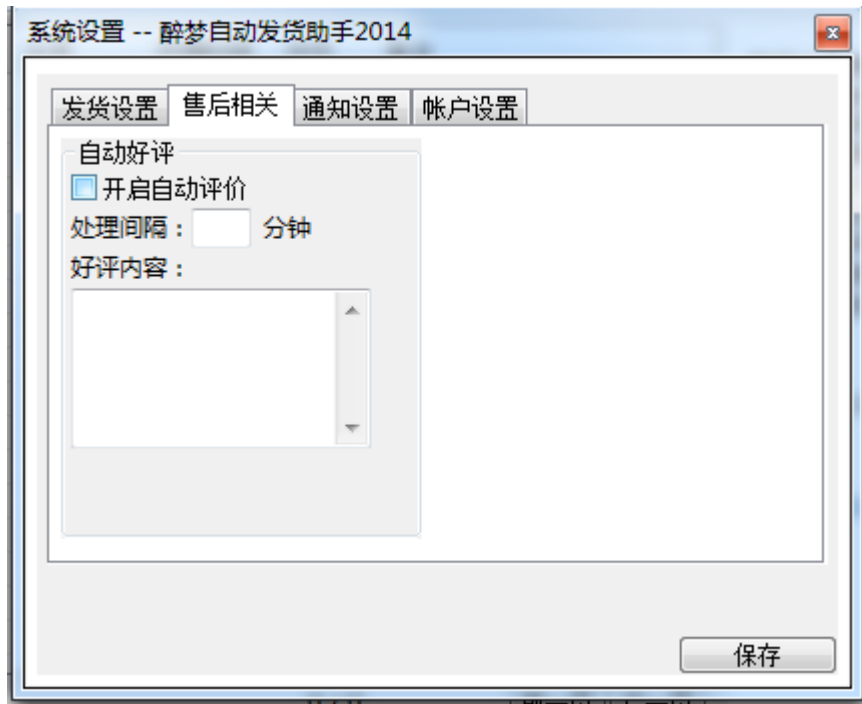 系统设置 -- 醉梦自动发货助手2014
发货设置 售后相关 通知设置 帐户设置
自动好评
开启自动评价
处理间隔： 分钟
好评内容：
保存